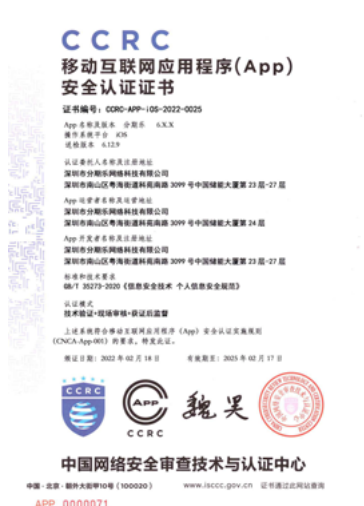 CCRC
移动互联网应用程序(App)
安全认证证书
证书编号：CCRC-APP-iOS-2022-0025
App 名称及版本 分期乐 6.X.X
操作系统平台 iOS
送检版本 6.12.9
认证委托人名称及注册地址
深圳市分期乐网络科技有限公司
深圳市南山区粤海街道科苑南路 3099 号中国储能大厦第 23 层-27 层
App 运营者名称及运营地址
深圳市分期乐网络科技有限公司
深圳市南山区粤海街道科苑南路 3099 号中国储能大厦第 24 层
App 开发者名称及注册地址
深圳市分期乐网络科技有限公司
深圳市南山区粤海街道科苑南路 3099 号中国储能大厦第 23 层-27 层
标准和技术要求
GB/T 35273-2020《信息安全技术 个人信息安全规范》
认证模式
技术验证+现场审核+获证后监督
上述系统符合移动互联网应用程序（App）安全认证实施规则
(CNCA-App-001) 的要求，特发此证。
颁证日期：2022 年 02 月 18 日 有效期至：2025 年 02 月 17 日
CCRC
APP
CCRC
魏昊
中国网络安全审查技术与认证中心
中国·北京·朝外大街甲10号（100020） www.isccc.gov.cn 证书通过此网站查询
APP 0000071